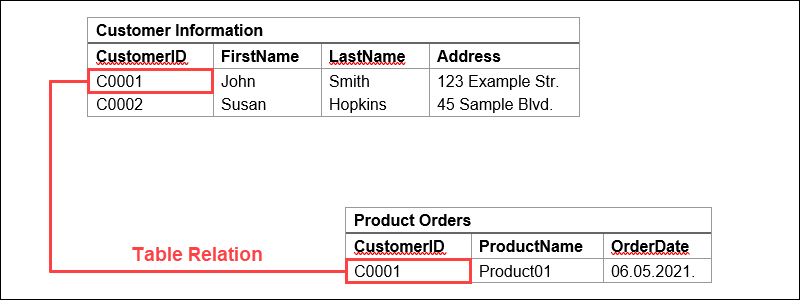 Customer Information
CustomerID FirstName LastName Address
C0001 John Smith 123 Example Str.
C0002 Susan Hopkins 45 Sample Blvd.
Product Orders
Table Relation
CustomerID ProductName OrderDate
C0001 Product01 06.05.2021.